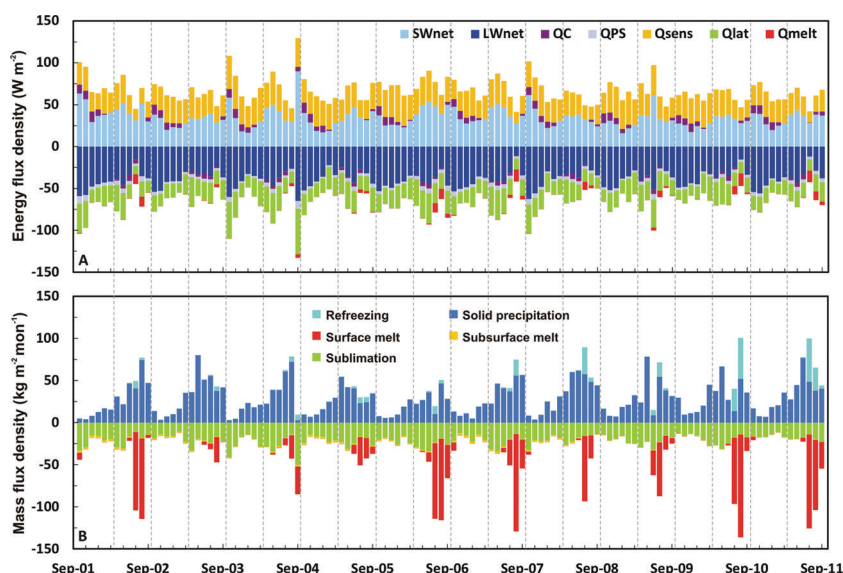 150
100
50
0
-50
-100
-150
Energy flux density (W m⁻²)
SWnet LWnet QC QPS Qsens Qlat Qmelt
A
150
100
50
0
-50
-100
-150
Mass flux density (kg m⁻² mon⁻¹)
Refreezing Solid precipitation
Surface melt Subsurface melt
Sublimation
B
Sep-01 Sep-02 Sep-03 Sep-04 Sep-05 Sep-06 Sep-07 Sep-08 Sep-09 Sep-10 Sep-11